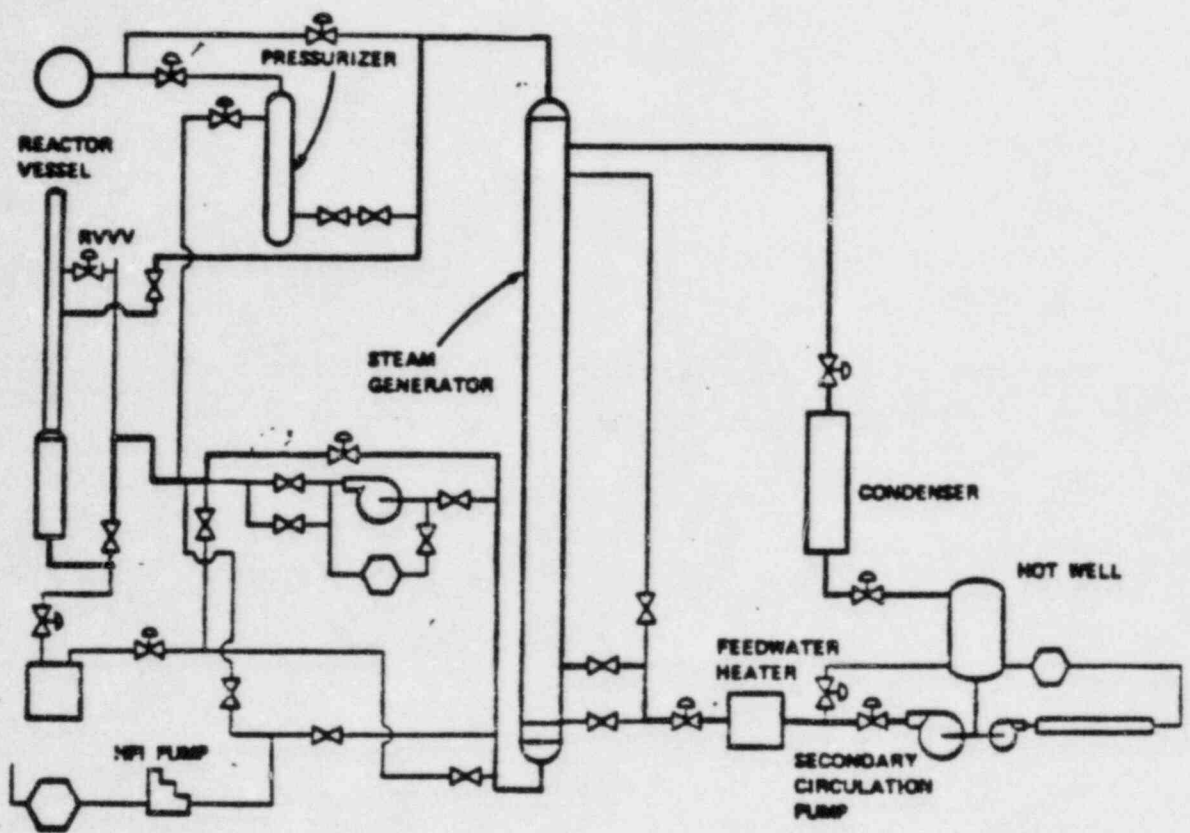 PRESSURIZER
REACTOR
VESSEL
RVVV
STEAM
GENERATOR
CONDENSER
HOT WELL
FEEDWATER
HEATER
HPI PUMP
SECONDARY
CIRCULATION
PUMP